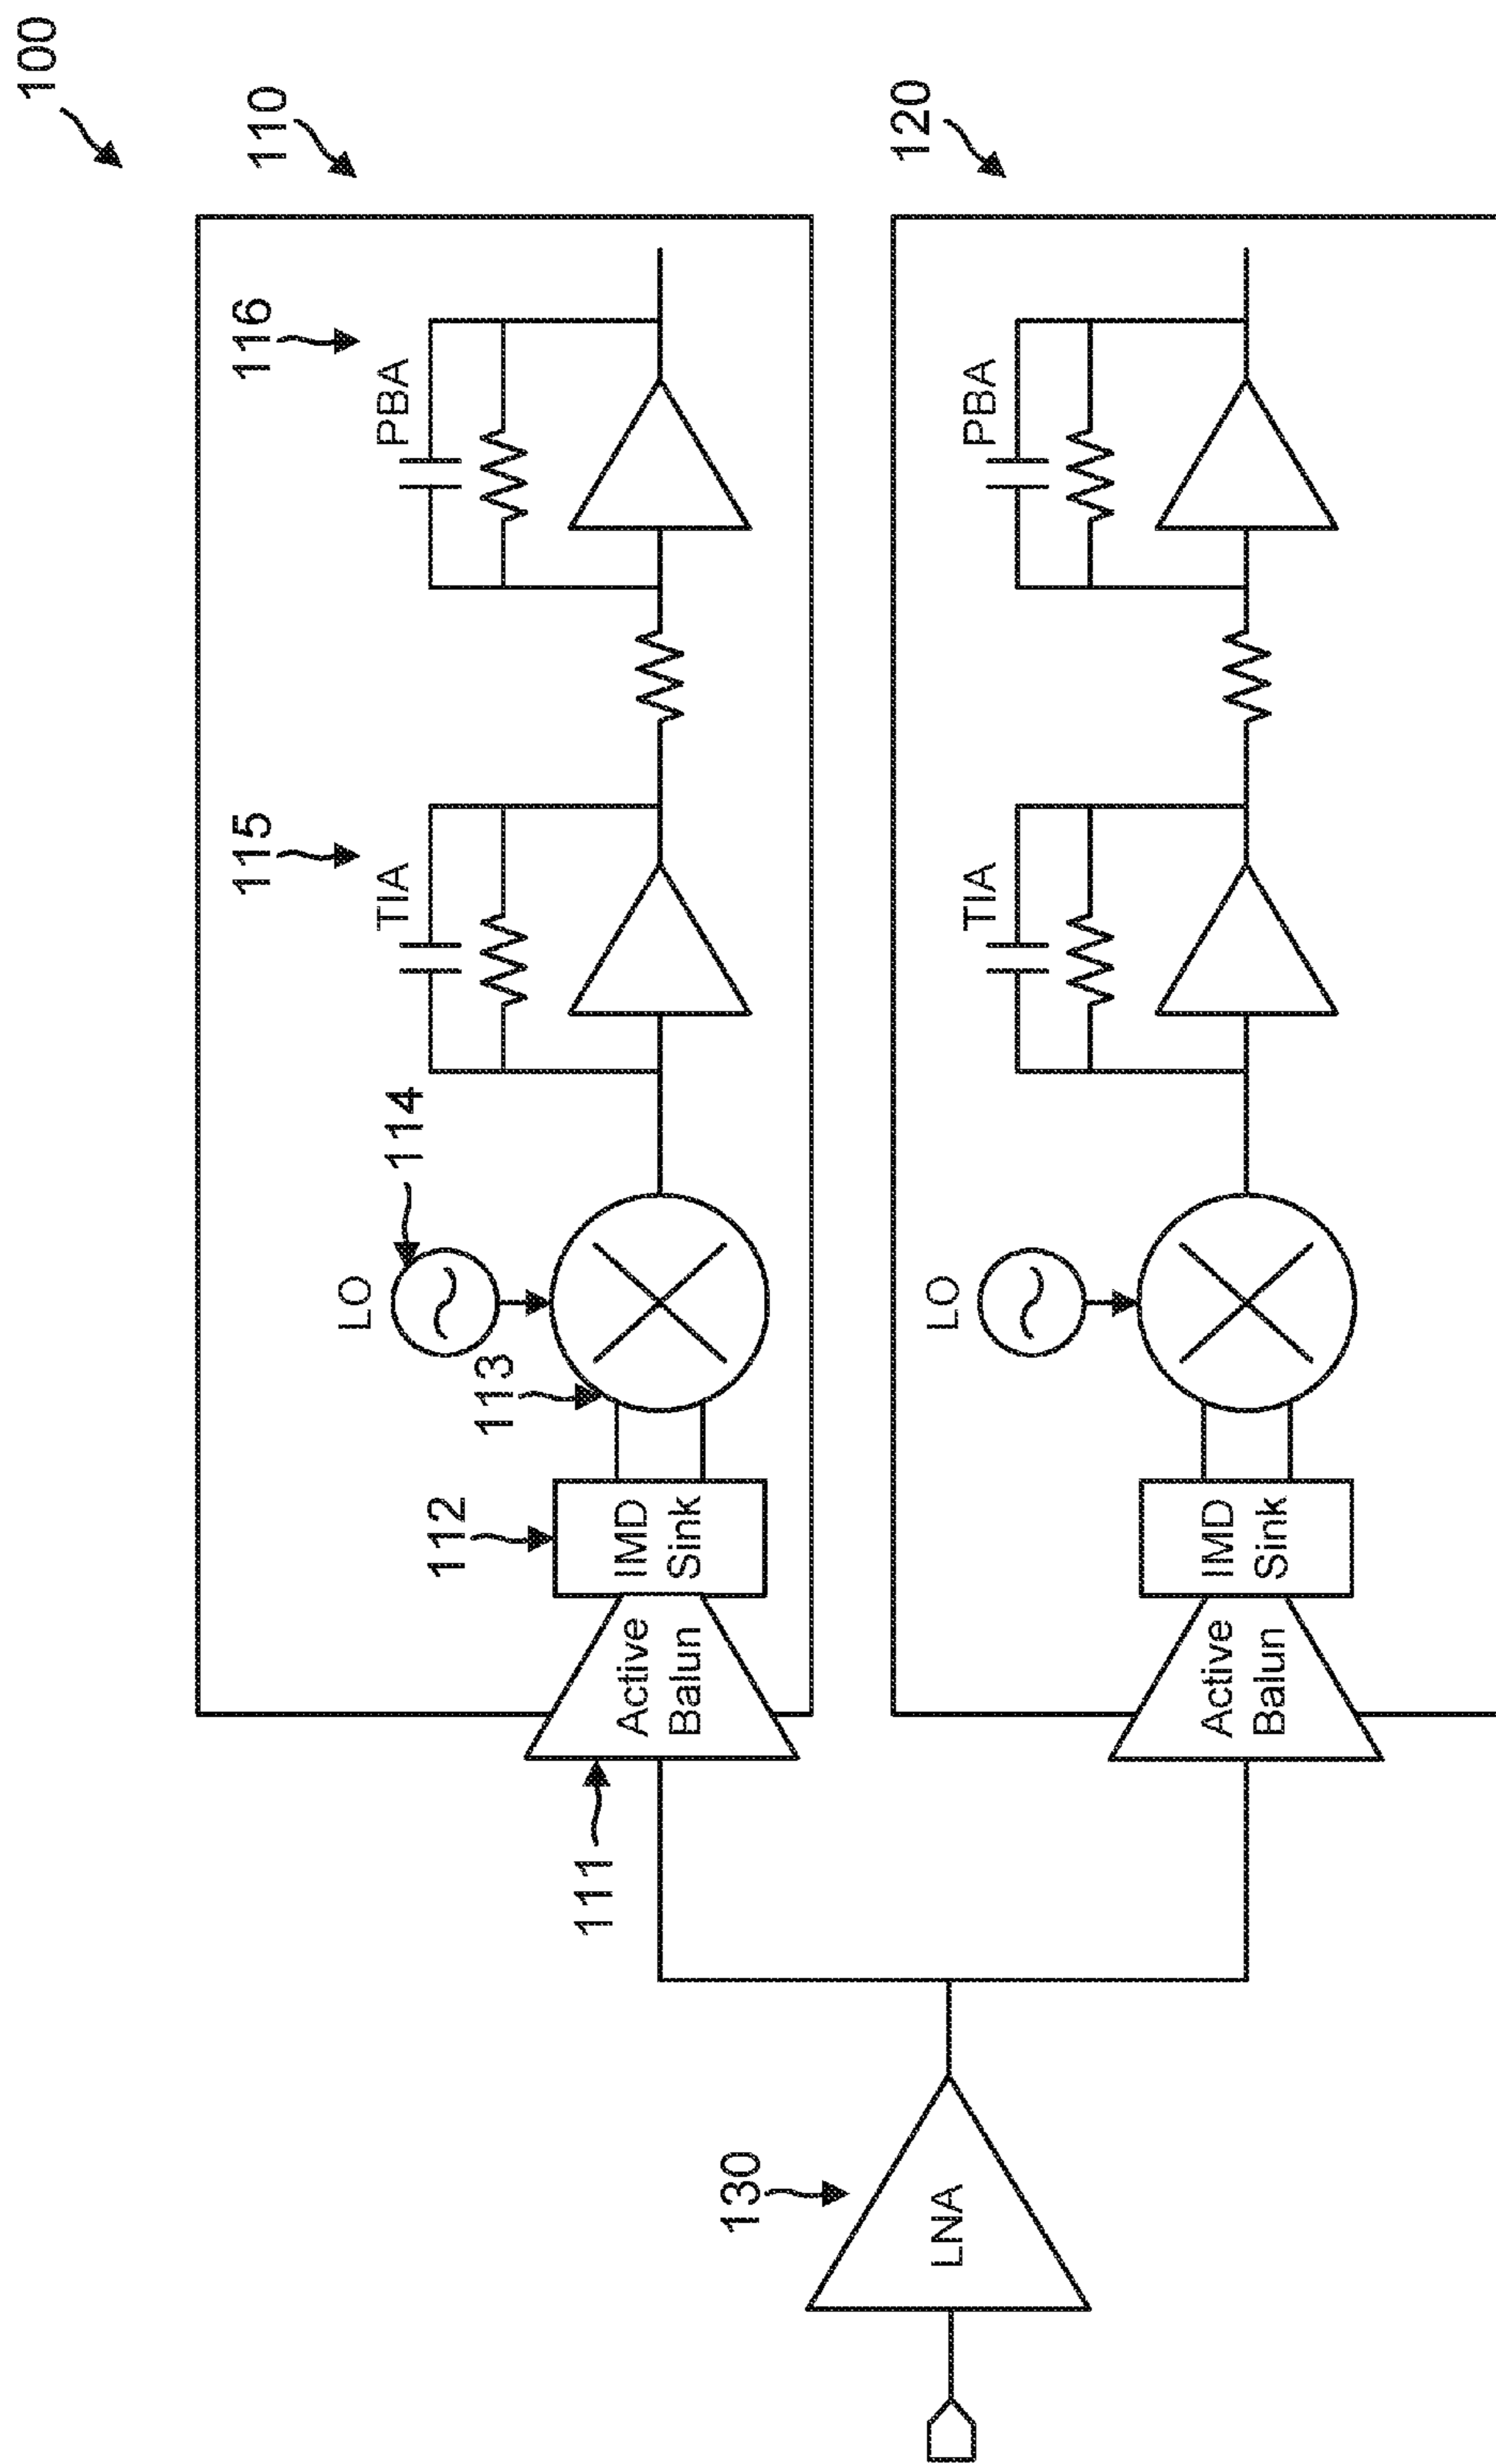 100
110
116
PBA
115
TIA
114
LO
113
112
IMD
Sink
Active
Balun
111
130
LNA
120
PBA
TIA
LO
IMD
Sink
Active
Balun